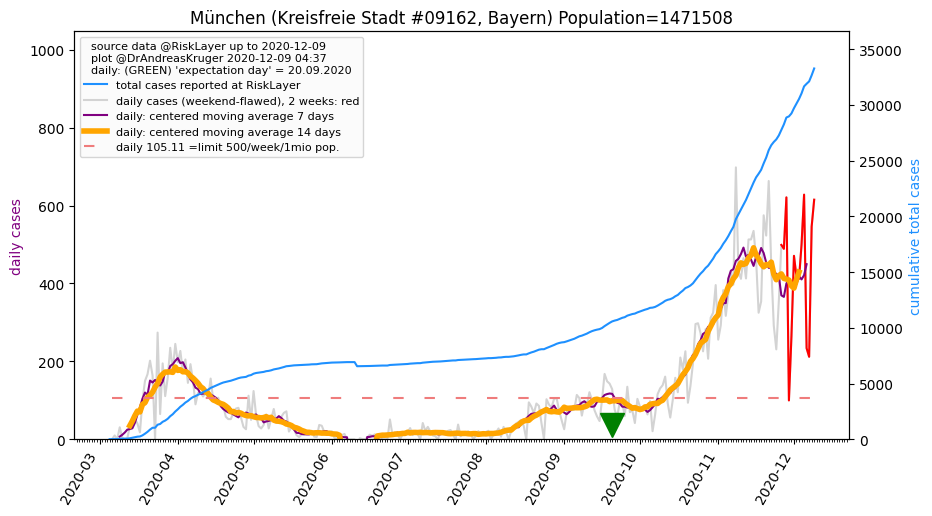 München (Kreisfreie Stadt #09162, Bayern) Population=1471508
source data @RiskLayer up to 2020-12-09
plot @DrAndreasKruger 2020-12-09 04:37
daily: (GREEN) 'expectation day' = 20.09.2020
total cases reported at RiskLayer
daily cases (weekend-flawed), 2 weeks: red
daily: centered moving average 7 days
daily: centered moving average 14 days
daily 105.11 =limit 500/week/1mio pop.
daily cases
1000
800
600
400
200
0
cumulative total cases
35000
30000
25000
20000
15000
10000
5000
0
2020-03
2020-04
2020-05
2020-06
2020-07
2020-08
2020-09
2020-10
2020-11
2020-12